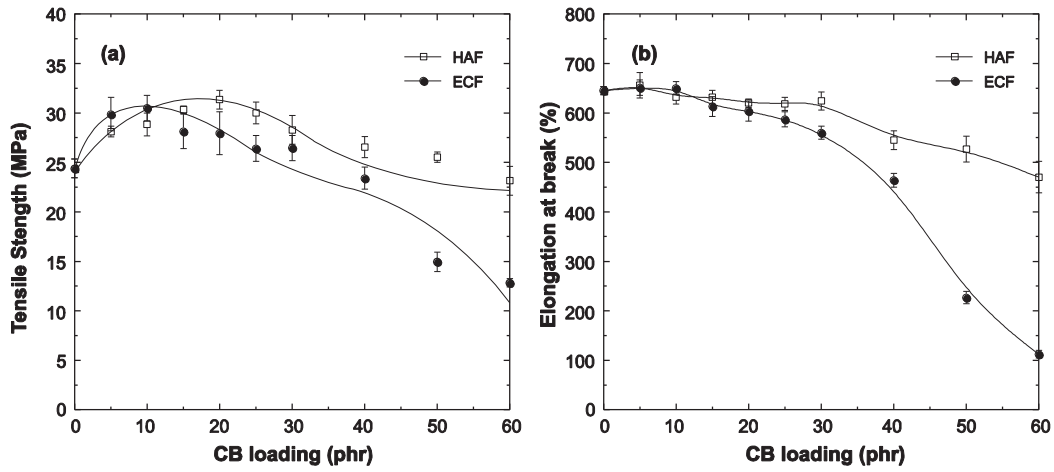 (a)
HAF
ECF
Tensile Stength (MPa)
40
35
30
25
20
15
10
5
0
0 10 20 30 40 50 60
CB loading (phr)
(b)
HAF
ECF
Elongation at break (%)
800
700
600
500
400
300
200
100
0
0 10 20 30 40 50 60
CB loading (phr)